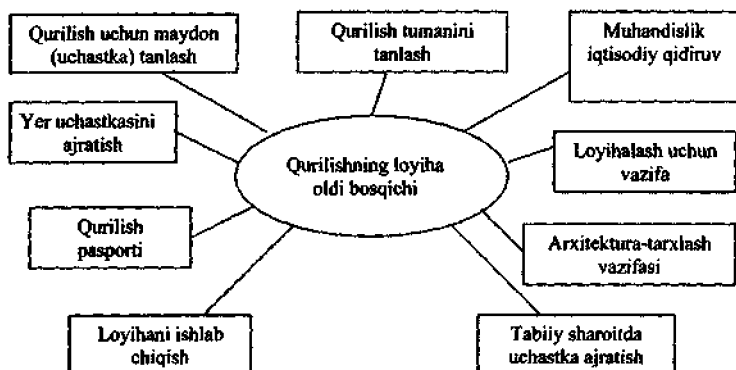 Qurilish uchun maydon
(uchastka) tanlash
Qurilish tumanini
tanlash
Muhandislik
iqtisodiy qidiruv
Yer uchastkasini
ajratish
Qurilishning loyiha
oldi bosqichi
Loyihalash uchun
vazifa
Qurilish
pasporti
Arxitektura-tarxlash
vazifasi
Loyihani ishlab
chiqish
Tabiiy sharoitda
uchastka ajratish